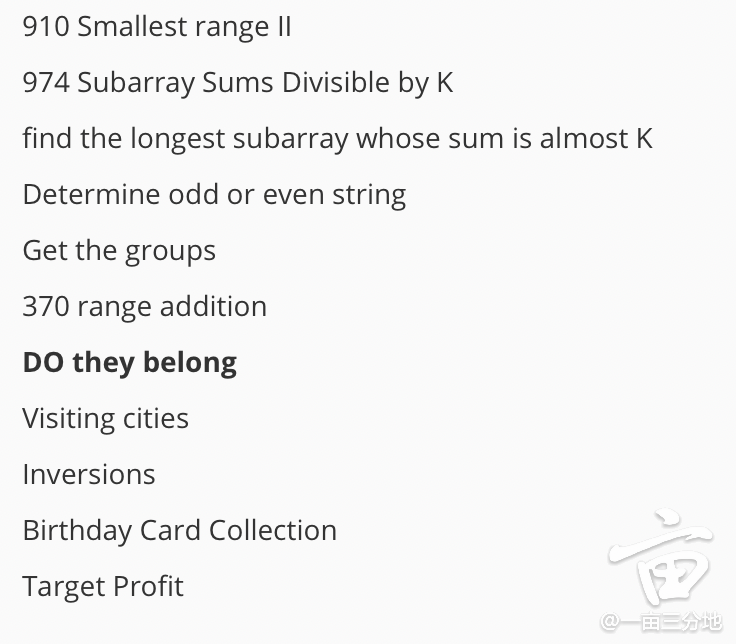 910 Smallest range II
974 Subarray Sums Divisible by K
find the longest subarray whose sum is almost K
Determine odd or even string
Get the groups
370 range addition
DO they belong
Visiting cities
Inversions
Birthday Card Collection
Target Profit
亩
@一亩三分地